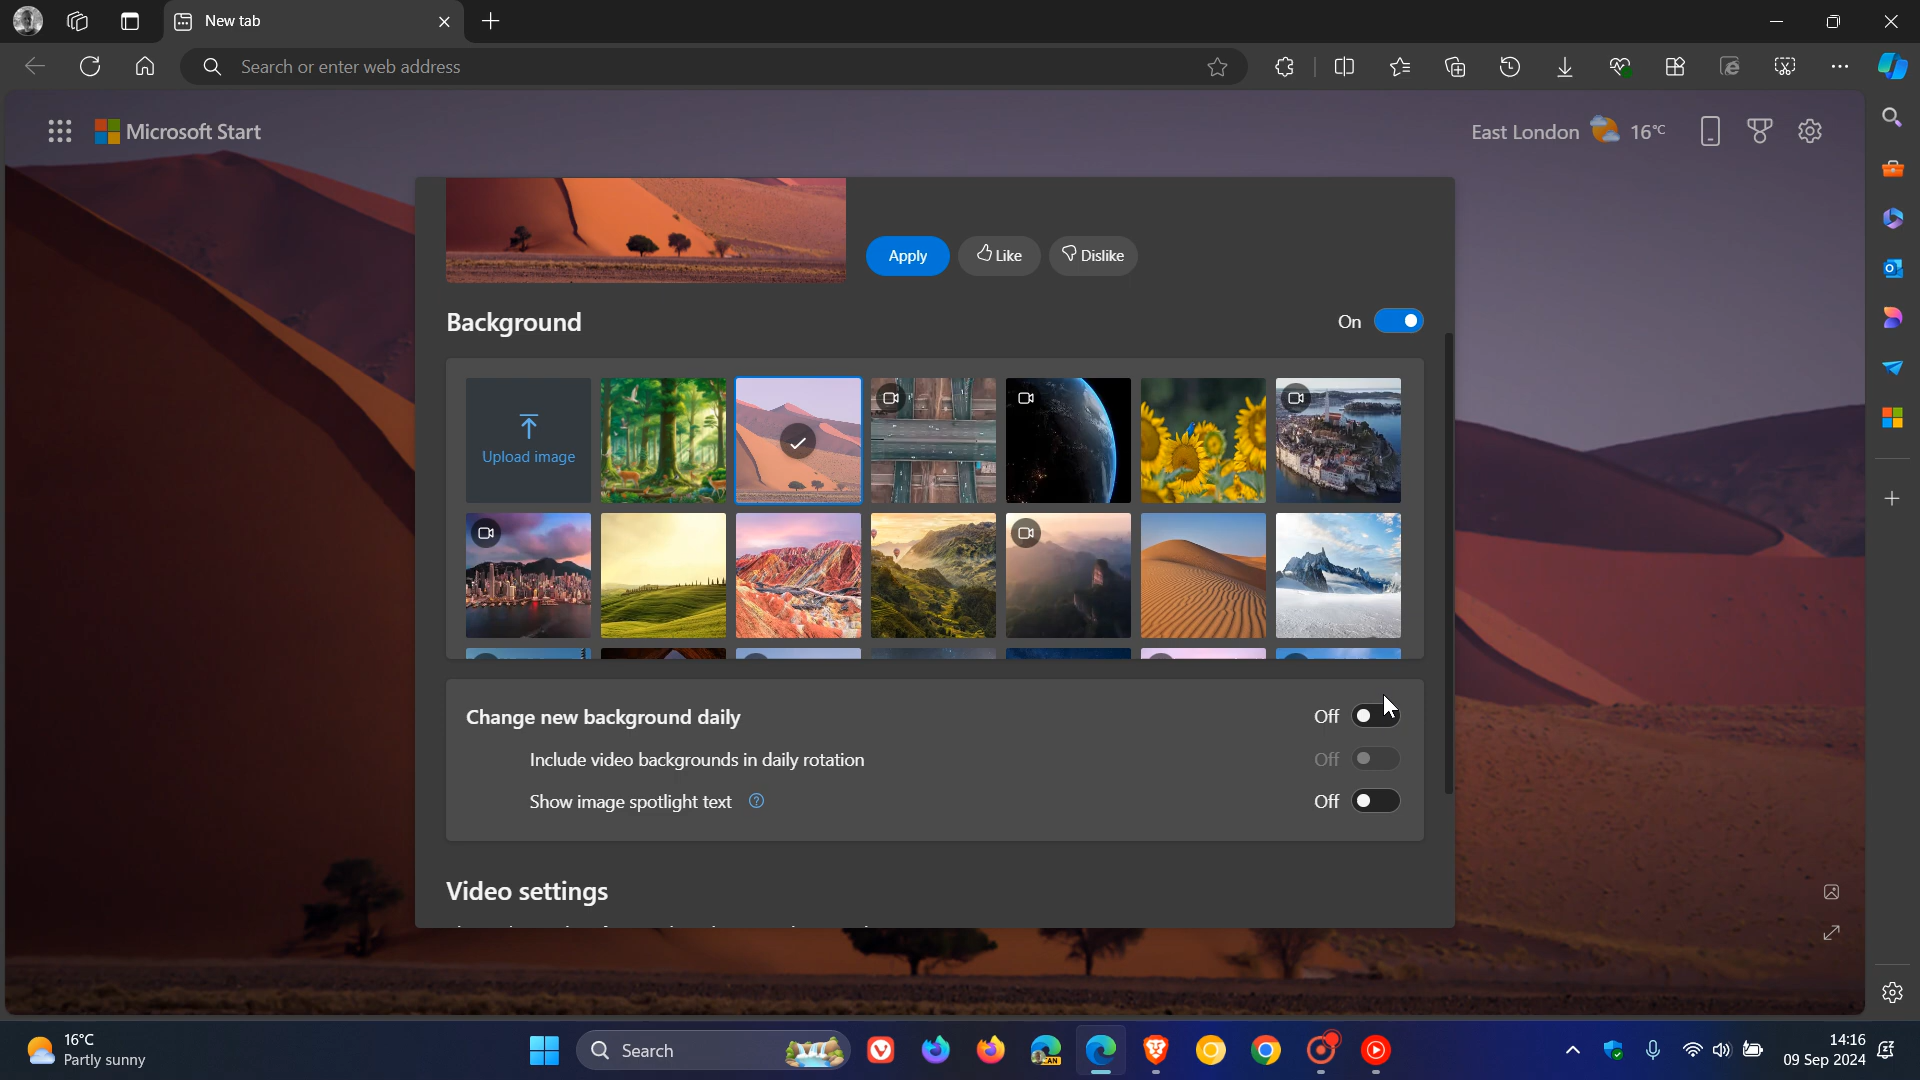 New tab
Search or enter web address
Microsoft Start
East London 16°C
Apply Like Dislike
Background On
Upload image
Change new background daily Off
Include video backgrounds in daily rotation Off
Show image spotlight text Off
Video settings
16°C
Partly sunny
Search
CAN
14:16
09 Sep 2024